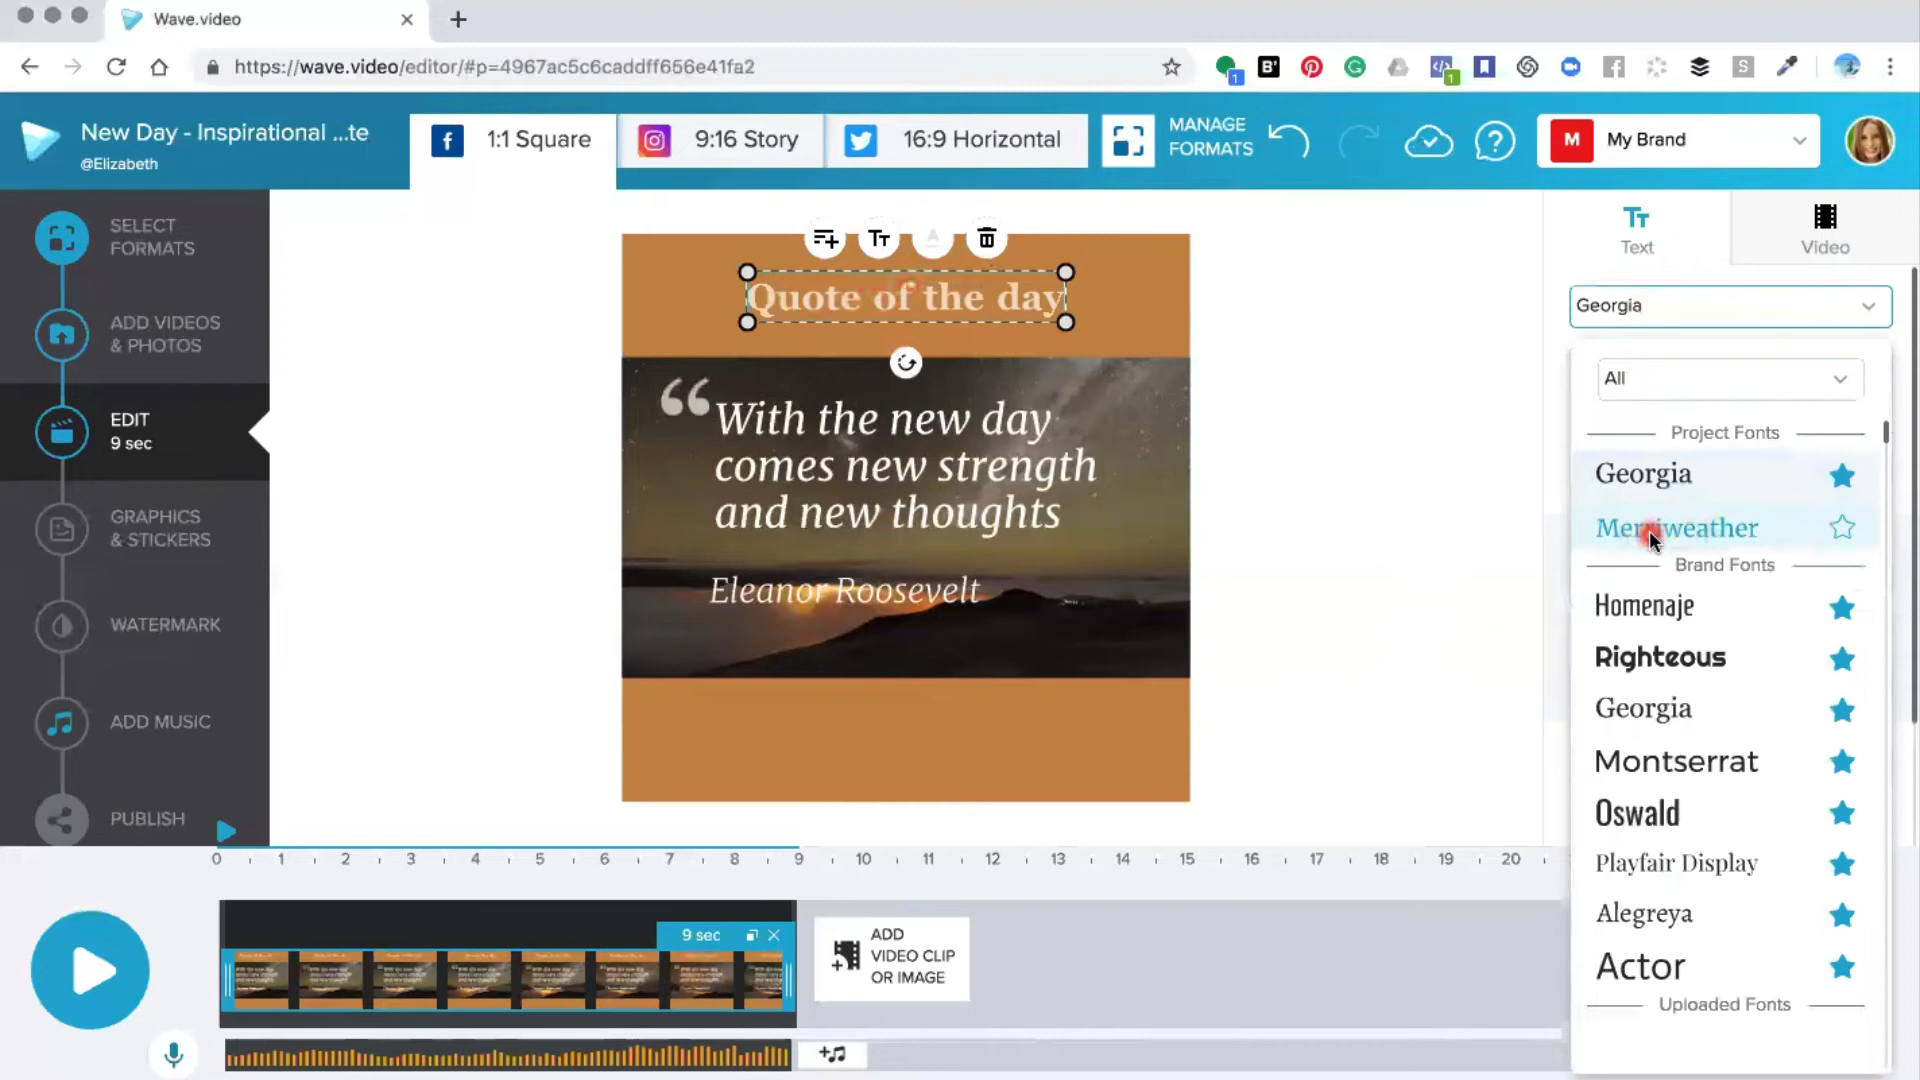 Wave.video
https://wave.video/editor/#p=4967ac5c6caddff656e41fa2
New Day - Inspirational ...te
@Elizabeth
1:1 Square
9:16 Story
16:9 Horizontal
MANAGE
FORMATS
M
My Brand
SELECT
FORMATS
ADD VIDEOS
& PHOTOS
EDIT
9 sec
GRAPHICS
& STICKERS
WATERMARK
ADD MUSIC
PUBLISH
Quote of the day
“With the new day
comes new strength
and new thoughts
Eleanor Roosevelt
Text
Video
Georgia
All
Project Fonts
Georgia
Merriweather
Brand Fonts
Homenaje
Righteous
Georgia
Montserrat
Oswald
Playfair Display
Alegreya
Actor
Uploaded Fonts
0 1 2 3 4 5 6 7 8 9 10 11 12 13 14 15 16 17 18 19 20
9 sec
ADD
VIDEO CLIP
OR IMAGE